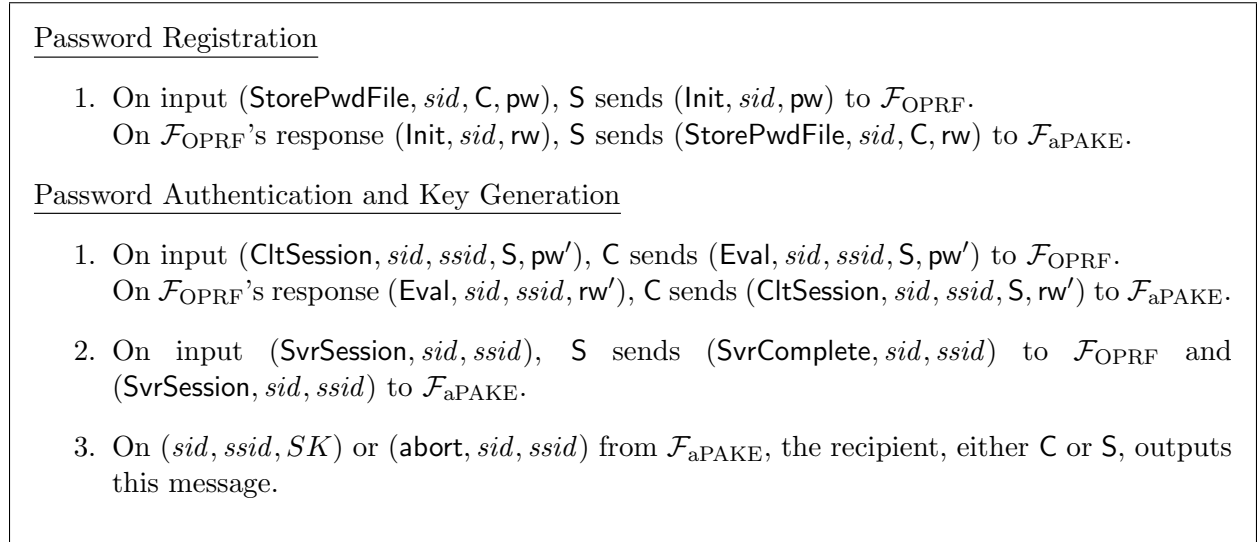 Password Registration
1. On input (StorePwdFile, sid, C, pw), S sends (Init, sid, pw) to F_OPRF.
On F_OPRF's response (Init, sid, rw), S sends (StorePwdFile, sid, C, rw) to F_aPAKE.
Password Authentication and Key Generation
1. On input (CltSession, sid, ssid, S, pw′), C sends (Eval, sid, ssid, S, pw′) to F_OPRF.
On F_OPRF's response (Eval, sid, ssid, rw′), C sends (CltSession, sid, ssid, S, rw′) to F_aPAKE.
2. On input (SvrSession, sid, ssid), S sends (SvrComplete, sid, ssid) to F_OPRF and
(SvrSession, sid, ssid) to F_aPAKE.
3. On (sid, ssid, SK) or (abort, sid, ssid) from F_aPAKE, the recipient, either C or S, outputs
this message.